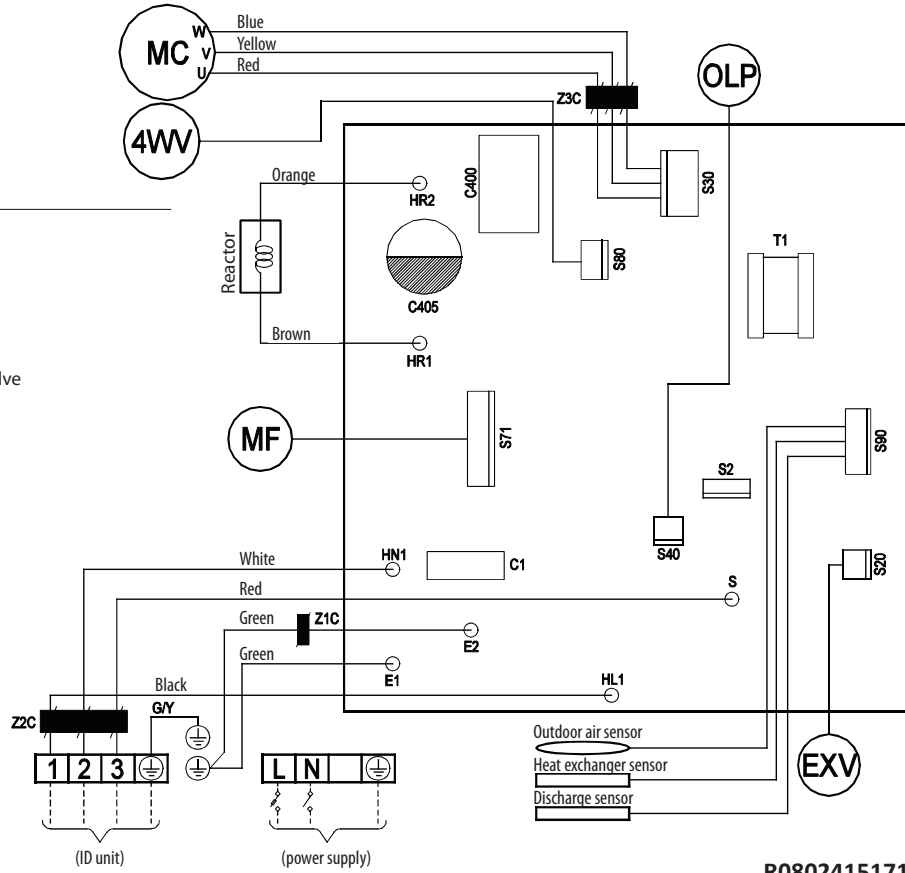 Blue
W
MC
V
Yellow
U
Red
OLP
Z3C
4WV
Orange
HR2
C400
S30
Reactor
S80
T1
C405
Brown
HR1
lve
MF
S71
S90
S2
S40
White
HN1
C1
S20
Red
S
Green
Z1C
E2
Green
E1
Black
HL1
G/Y
Z2C
Outdoor air sensor
1 2 3
L N
Heat exchanger sensor
EXV
Discharge sensor
(ID unit)
(power supply)